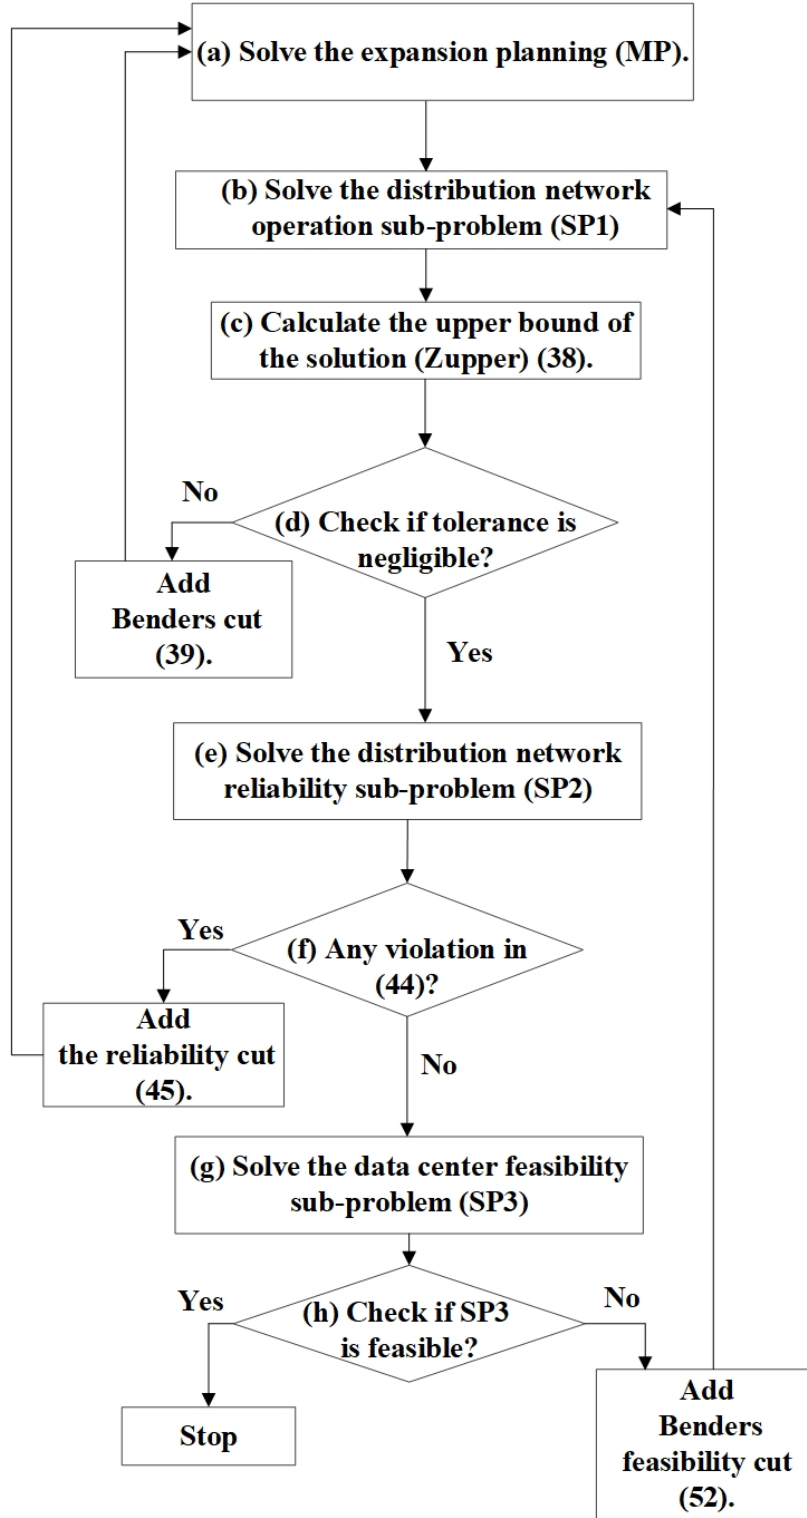 (a) Solve the expansion planning (MP).
(b) Solve the distribution network
operation sub-problem (SP1)
(c) Calculate the upper bound of
the solution (Zupper) (38).
No
(d) Check if tolerance is
negligible?
Add
Benders cut
(39).
Yes
(e) Solve the distribution network
reliability sub-problem (SP2)
Yes
(f) Any violation in
(44)?
Add
the reliability cut
(45).
No
(g) Solve the data center feasibility
sub-problem (SP3)
Yes
(h) Check if SP3
is feasible?
No
Stop
Add
Benders
feasibility cut
(52).